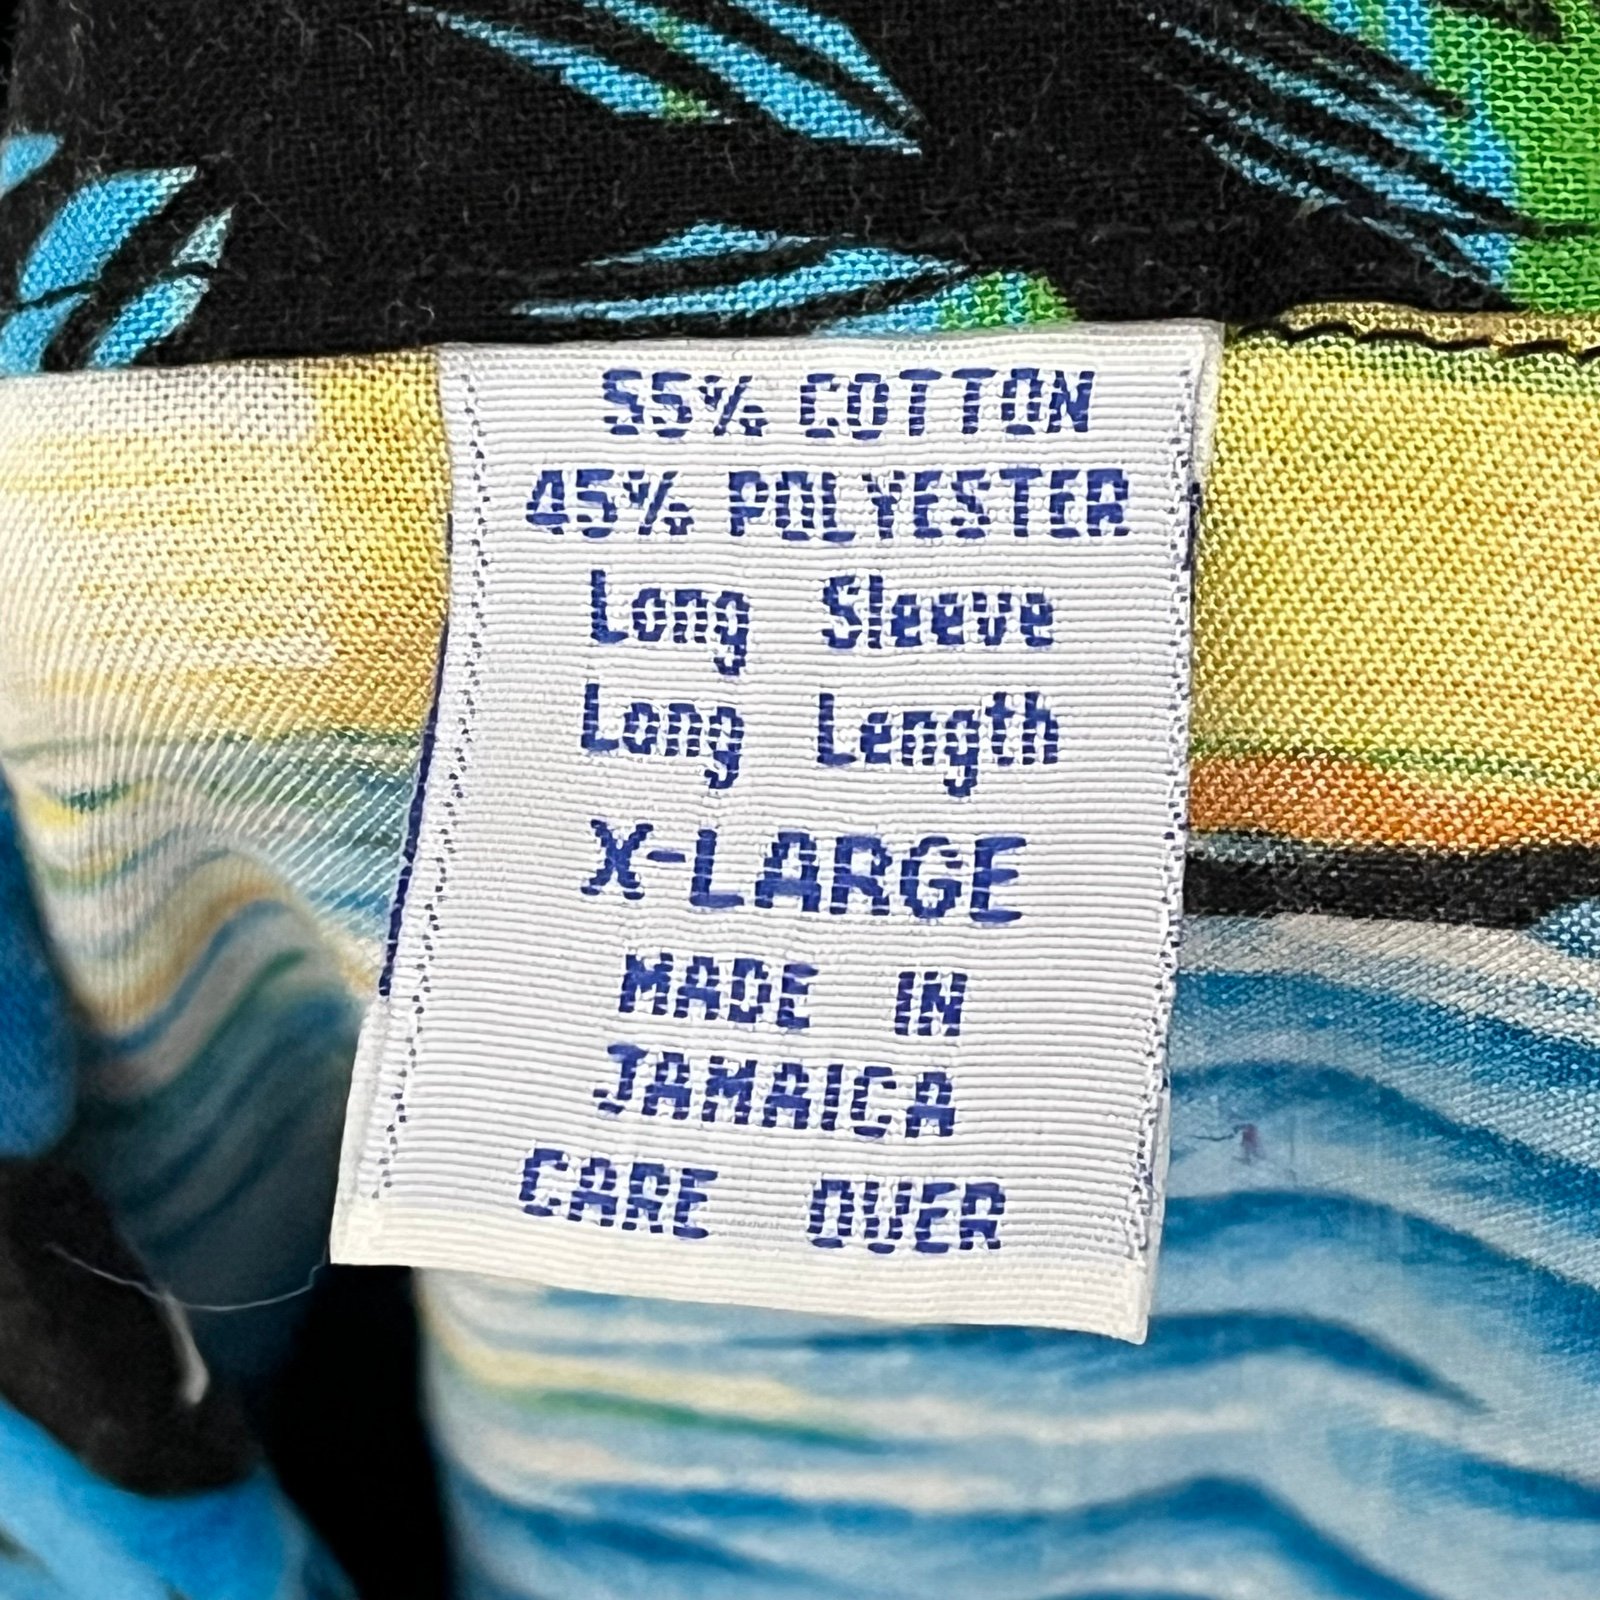 55% COTTON
45% POLYESTER
Long Sleeve
Long Length
X-LARGE
MADE IN
JAMAICA
CARE OVER